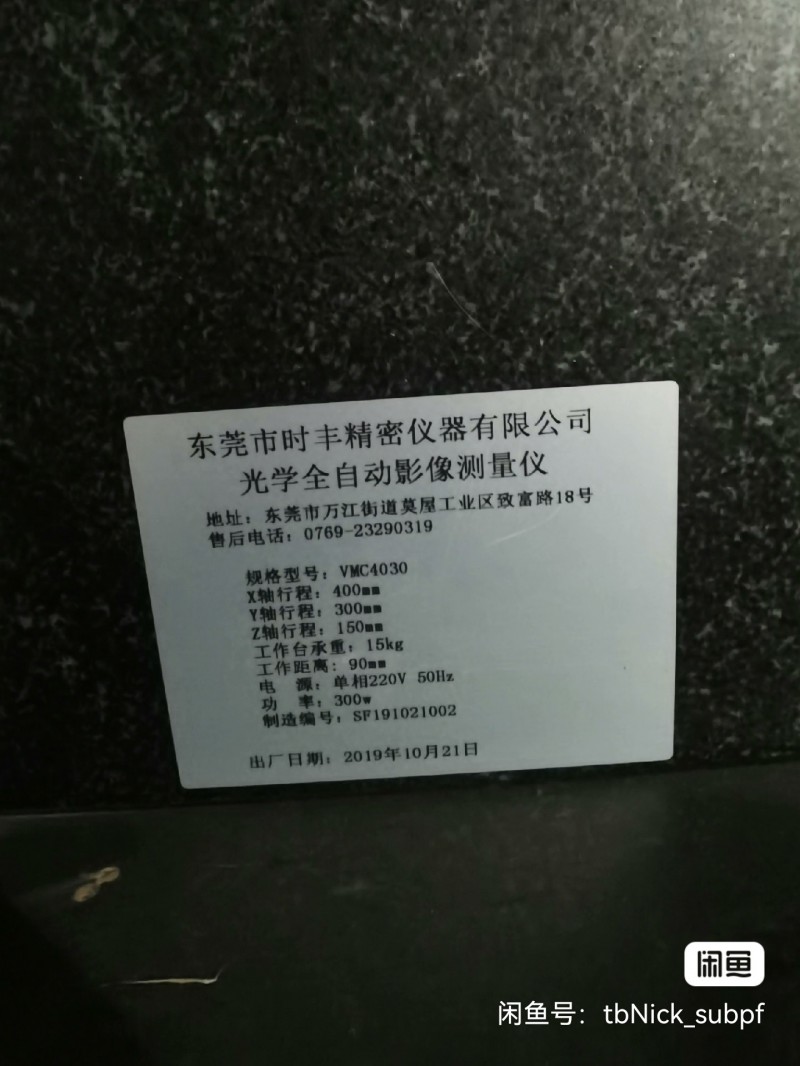 东莞市时丰精密仪器有限公司
光学全自动影像测量仪
地址：东莞市万江街道莫屋工业区致富路18号
售后电话：0769-23290319
规格型号：VMC4030
X轴行程：400mm
Y轴行程：300mm
Z轴行程：150mm
工作台承重：15kg
工作距离：90mm
电　源：单相220V 50Hz
功　率：300w
制造编号：SF191021002
出厂日期：2019年10月21日
闲鱼
闲鱼号：tbNick_subpf